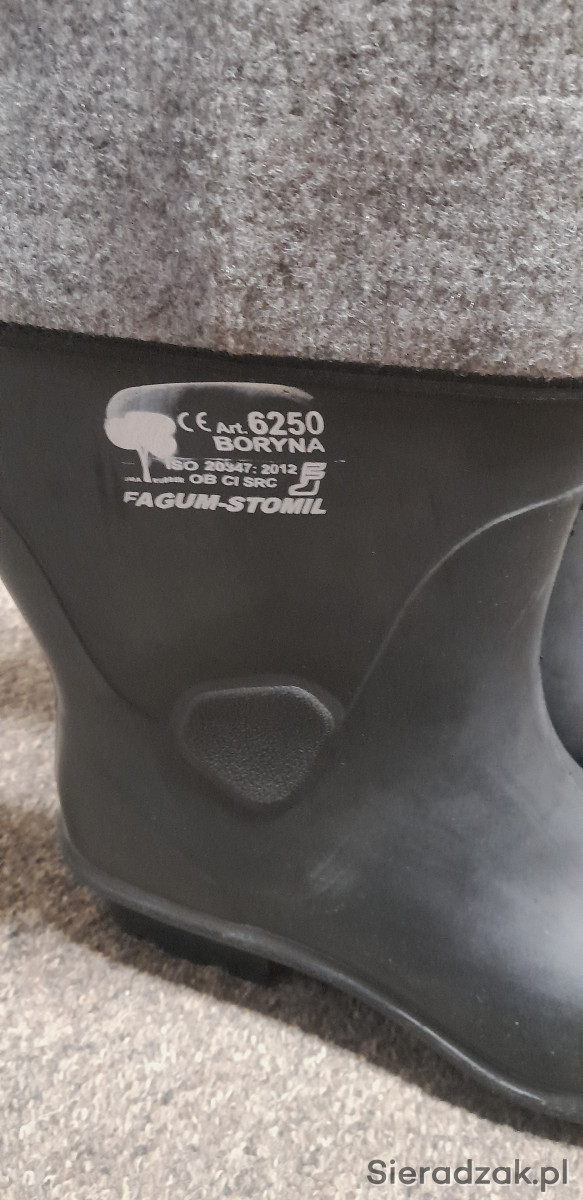 CE Art. 6250
BORYNA
ISO 20347: 2012
OB CI SRC
FAGUM-STOMIL
Sieradzak.pl